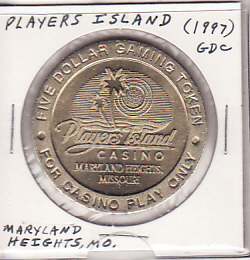 PLAYERS ISLAND (1997)
GDC
• FIVE DOLLAR GAMING TOKEN •
Players Island
CASINO
MARYLAND HEIGHTS,
MISSOURI
FOR CASINO PLAY ONLY
MARYLAND
HEIGHTS, MO.